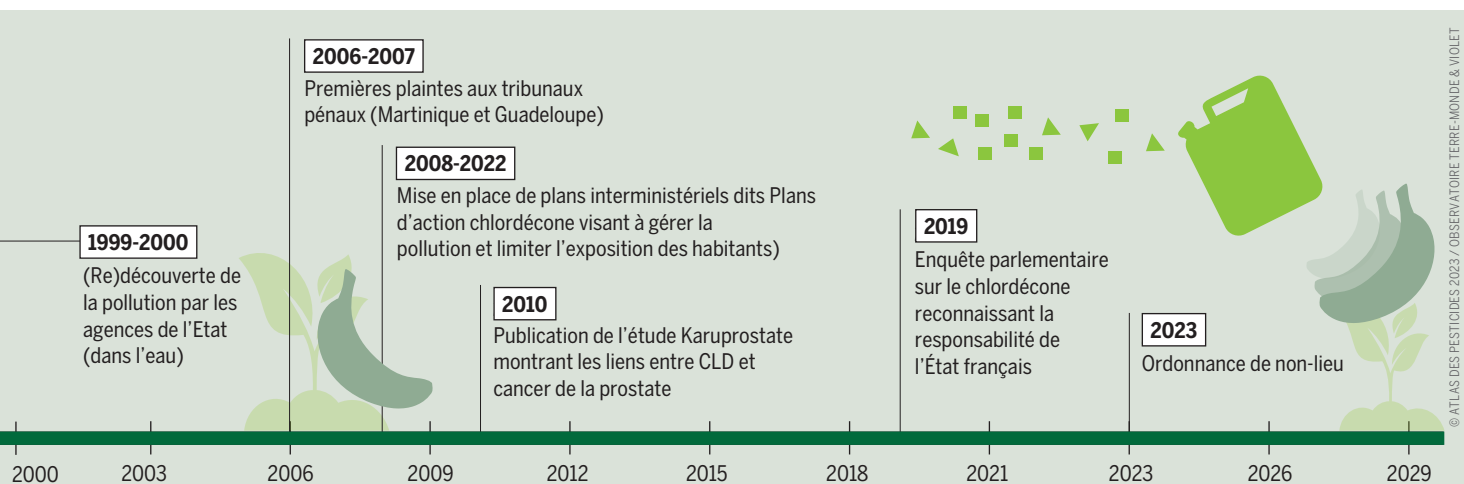 2006-2007
Premières plaintes aux tribunaux
pénaux (Martinique et Guadeloupe)
2008-2022
Mise en place de plans interministériels dits Plans
d'action chlordécone visant à gérer la
pollution et limiter l'exposition des habitants)
1999-2000
(Re)découverte de
la pollution par les
agences de l'Etat
(dans l'eau)
2010
Publication de l'étude Karuprostate
montrant les liens entre CLD et
cancer de la prostate
2019
Enquête parlementaire
sur le chlordécone
reconnaissant la
responsabilité de
l'État français
2023
Ordonnance de non-lieu
2000 2003 2006 2009 2012 2015 2018 2021 2023 2026 2029
© ATLAS DES PESTICIDES 2023 / OBSERVATOIRE TERRE-MONDE & VIOLET